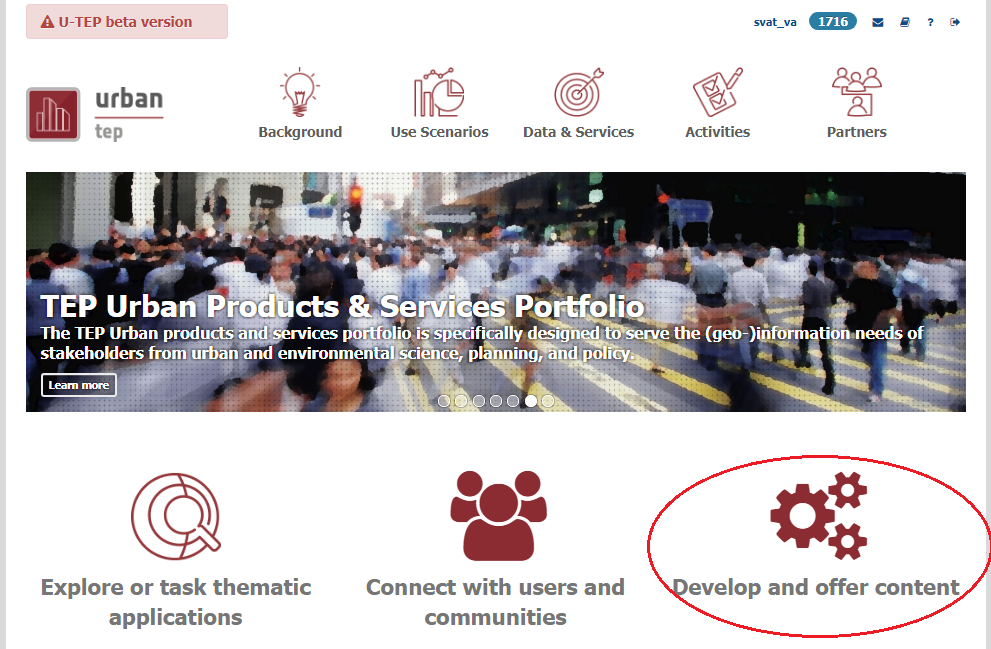 U-TEP beta version
svat_va 1716 ?
urban
tep
Background Use Scenarios Data & Services Activities Partners
TEP Urban Products & Services Portfolio
The TEP Urban products and services portfolio is specifically designed to serve the (geo-)information needs of
stakeholders from urban and environmental science, planning, and policy.
Learn more
Explore or task thematic
applications
Connect with users and
communities
Develop and offer content